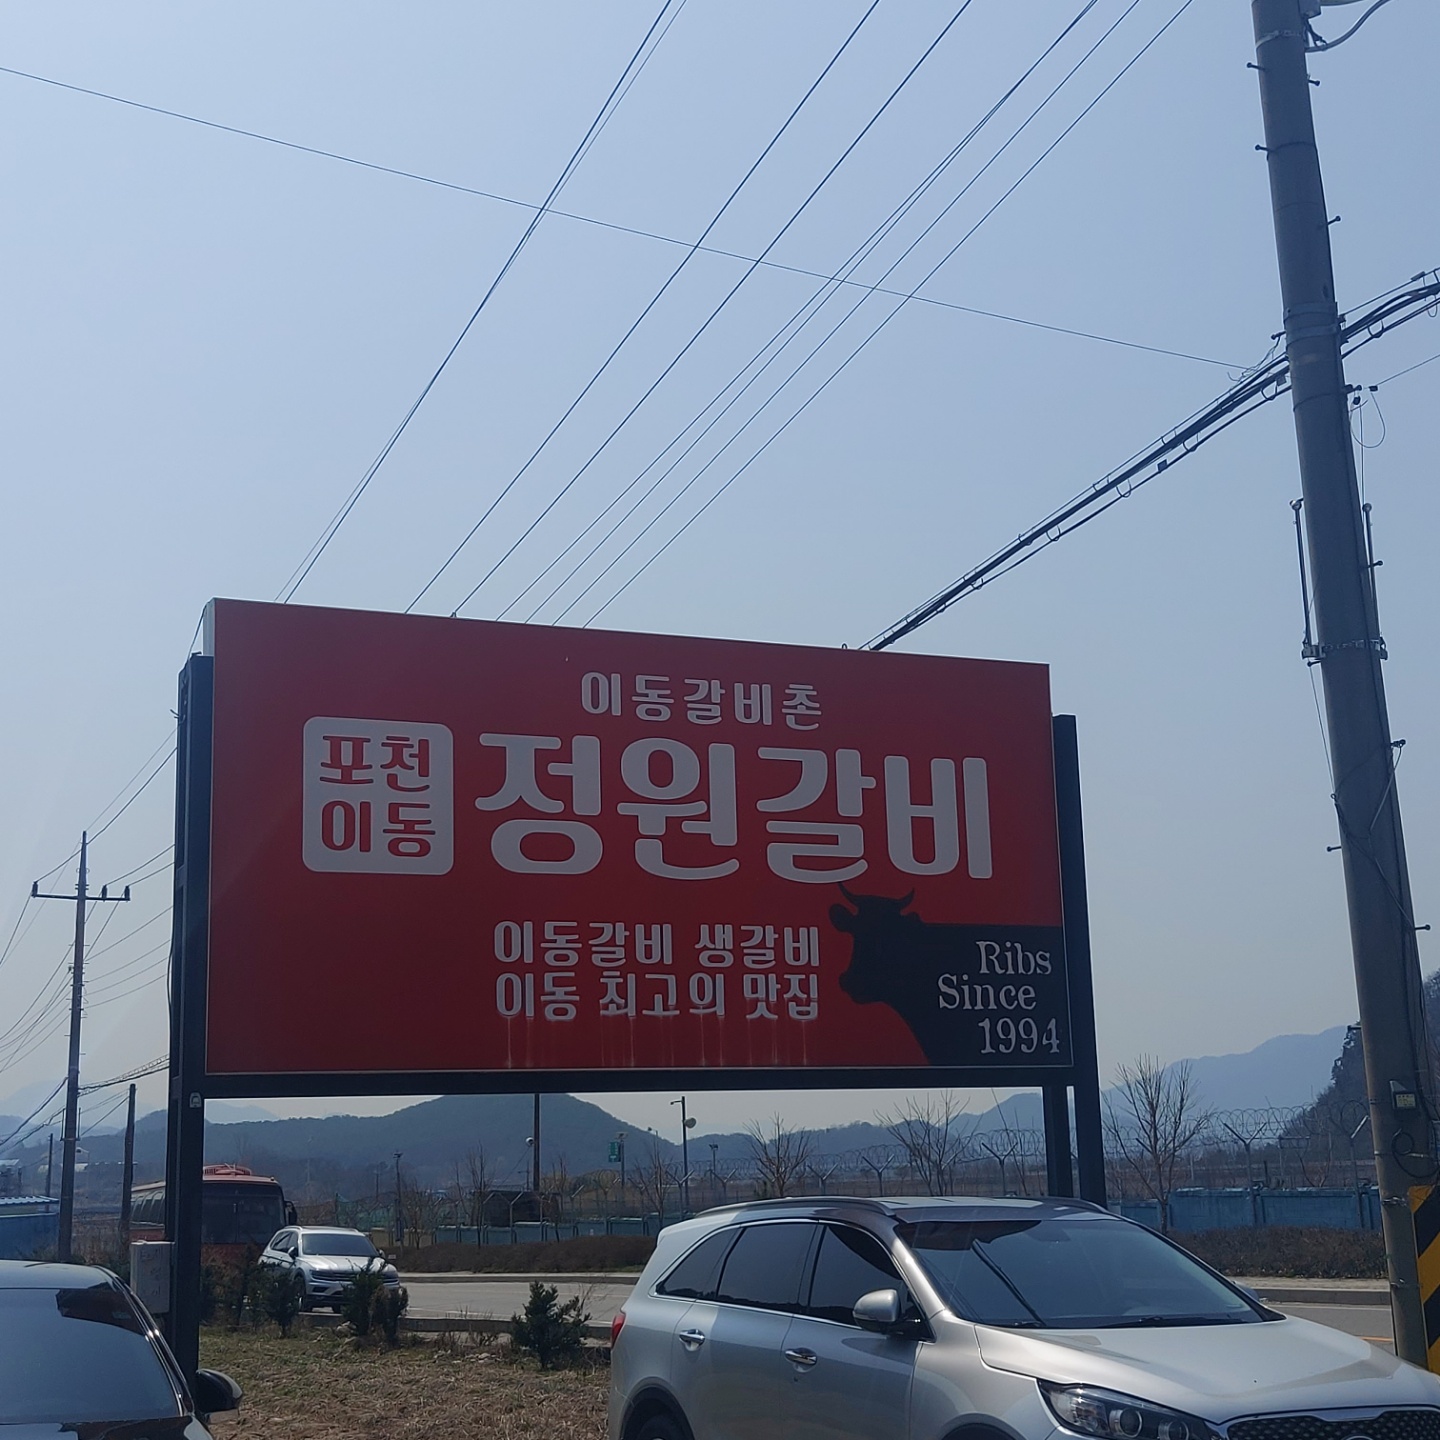 이동갈비촌
포천
이동
정원갈비
이동갈비 생갈비
이동 최고의 맛집
Ribs
Since
1994